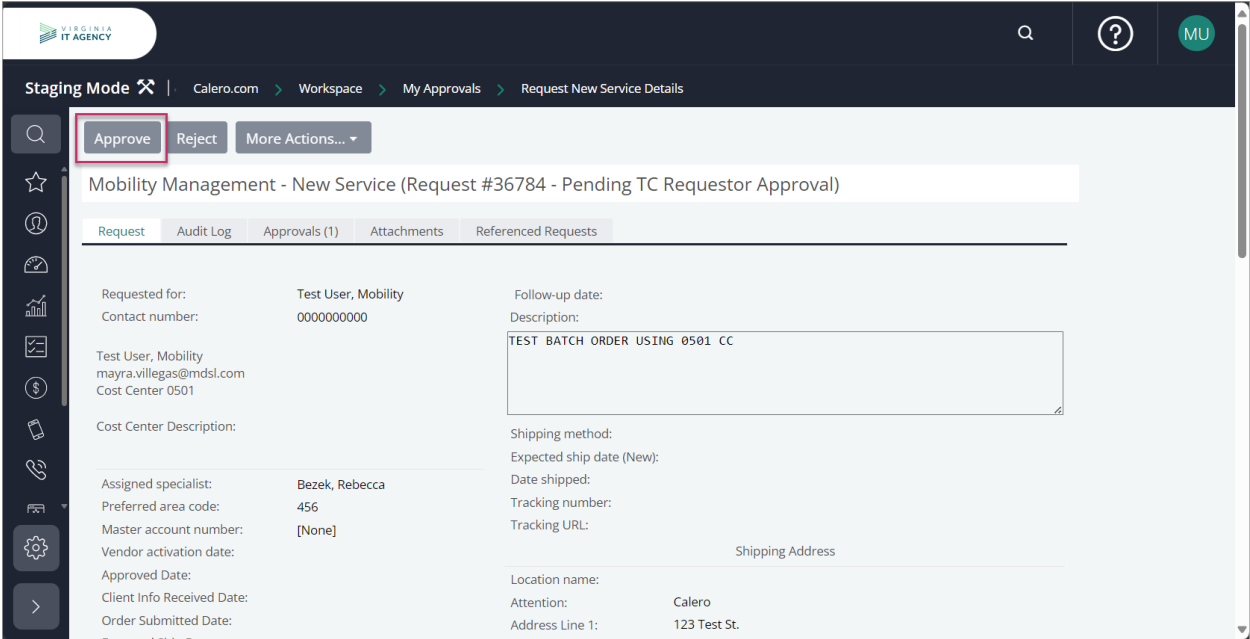 VIRGINIA
IT AGENCY
?
MU
Staging Mode
Calero.com
Workspace
My Approvals
Request New Service Details
Approve
Reject
More Actions...
Mobility Management - New Service (Request #36784 - Pending TC Requestor Approval)
Request
Audit Log
Approvals (1)
Attachments
Referenced Requests
Requested for: Test User, Mobility
Contact number: 0000000000
Test User, Mobility
mayra.villegas@mdsl.com
Cost Center 0501
Cost Center Description:
Assigned specialist: Bezek, Rebecca
Preferred area code: 456
Master account number: [None]
Vendor activation date:
Approved Date:
Client Info Received Date:
Order Submitted Date:
Follow-up date:
Description:
TEST BATCH ORDER USING 0501 CC
Shipping method:
Expected ship date (New):
Date shipped:
Tracking number:
Tracking URL:
Shipping Address
Location name:
Attention: Calero
Address Line 1: 123 Test St.